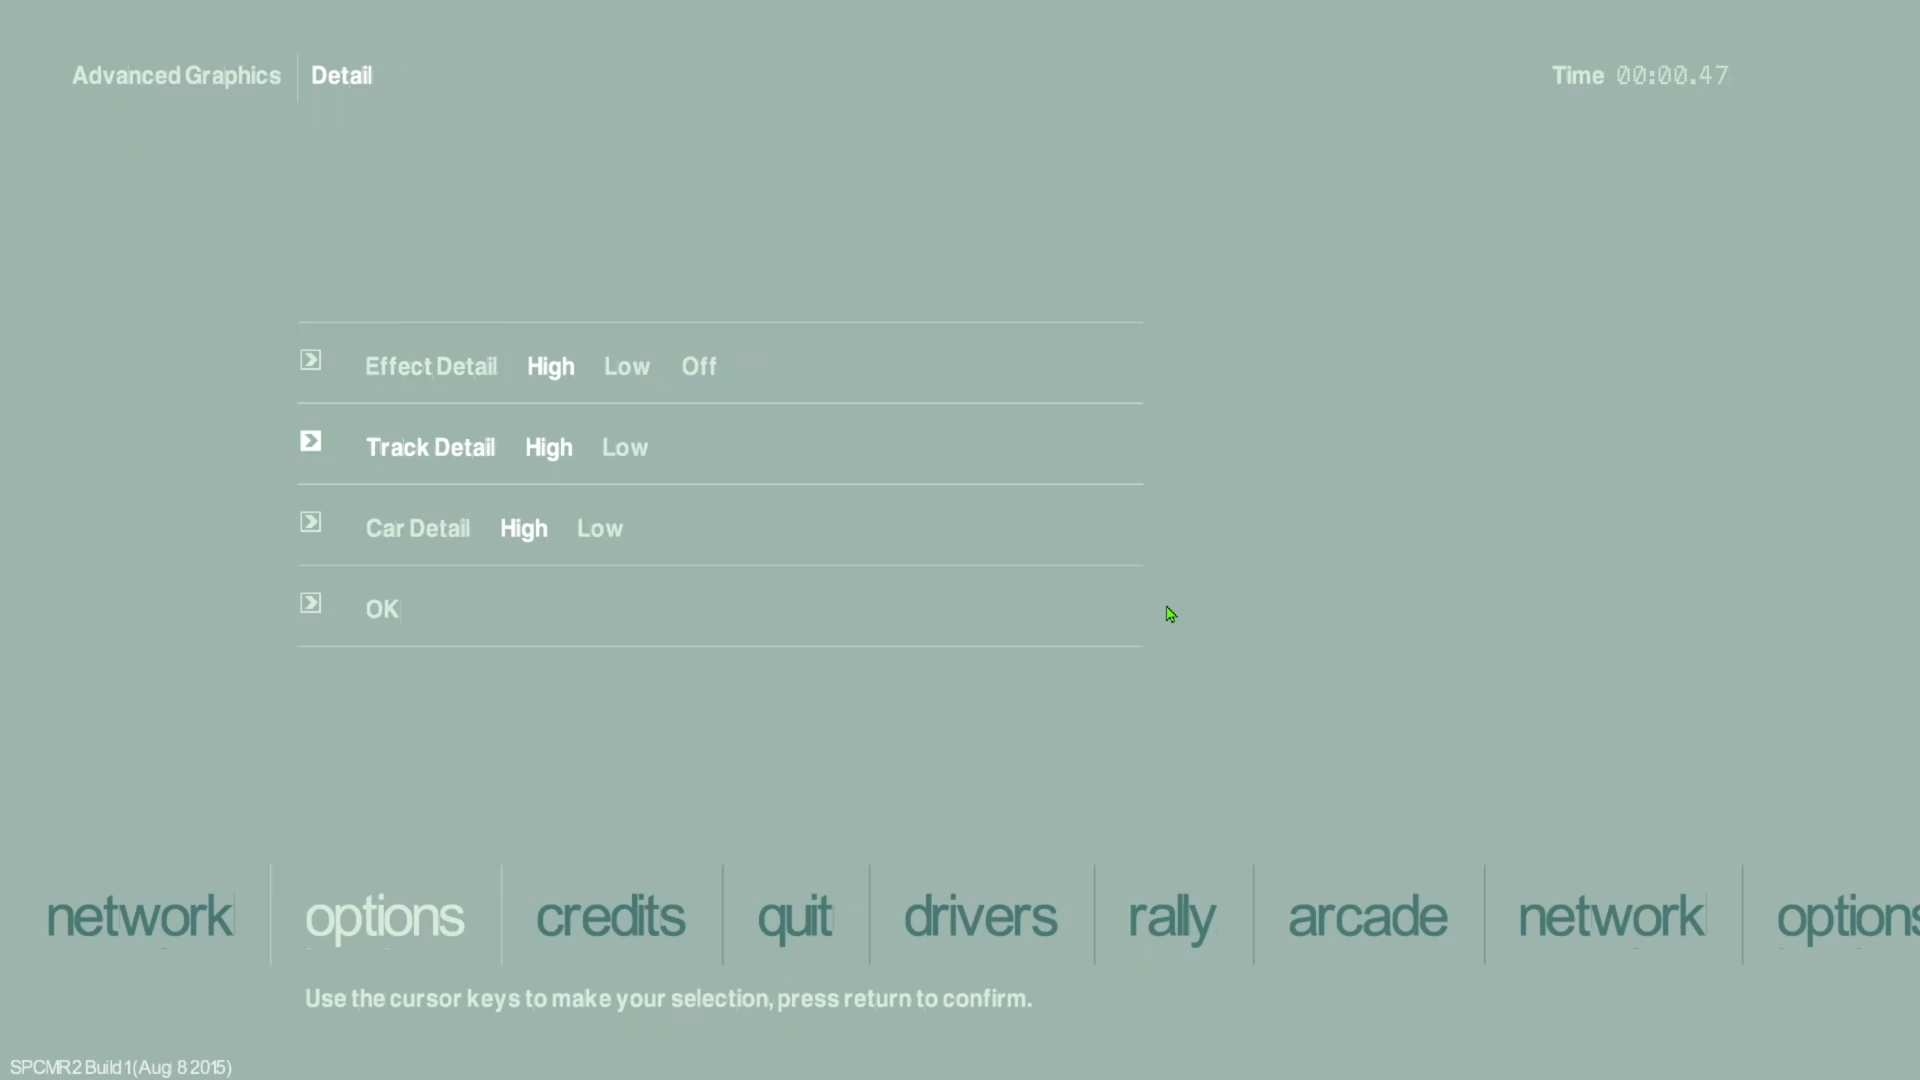 Advanced Graphics Detail Time 00:00.47
Effect Detail High Low Off
Track Detail High Low
Car Detail High Low
OK
network options credits quit drivers rally arcade network options
Use the cursor keys to make your selection, press return to confirm.
SPCMR2 Build 1 (Aug 8 2015)